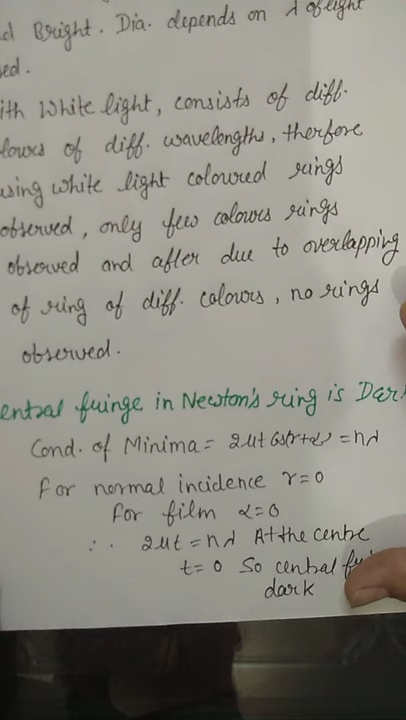 d Bright. Dia. depends on λ of light
sed.
ith White light, consists of diff.
lours of diff. wavelengths, therfore
using white light coloured rings
observed, only few colours rings
observed and after due to overlapping
of ring of diff. colours, no rings
observed.
entral fringe in Newton's ring is Dar
Cond. of Minima = 2μt Cos(r+α) = nλ
For normal incidence r=0
for film α=0
∴ 2μt = nλ At the centre
t=0 So central f
dark